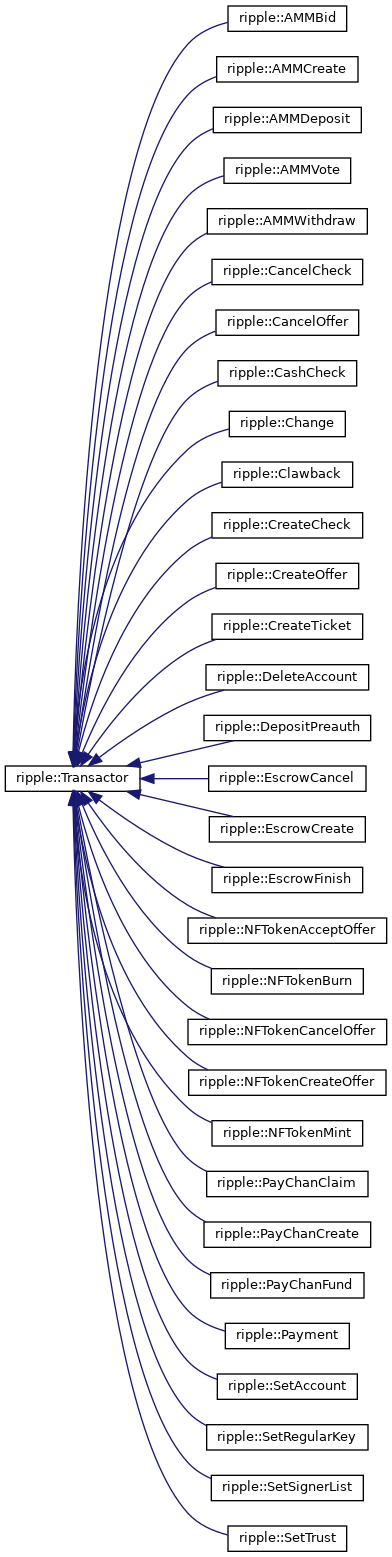 ripple::AMMBid
ripple::AMMCreate
ripple::AMMDeposit
ripple::AMMVote
ripple::AMMWithdraw
ripple::CancelCheck
ripple::CancelOffer
ripple::CashCheck
ripple::Change
ripple::Clawback
ripple::CreateCheck
ripple::CreateOffer
ripple::CreateTicket
ripple::DeleteAccount
ripple::DepositPreauth
ripple::Transactor
ripple::EscrowCancel
ripple::EscrowCreate
ripple::EscrowFinish
ripple::NFTokenAcceptOffer
ripple::NFTokenBurn
ripple::NFTokenCancelOffer
ripple::NFTokenCreateOffer
ripple::NFTokenMint
ripple::PayChanClaim
ripple::PayChanCreate
ripple::PayChanFund
ripple::Payment
ripple::SetAccount
ripple::SetRegularKey
ripple::SetSignerList
ripple::SetTrust